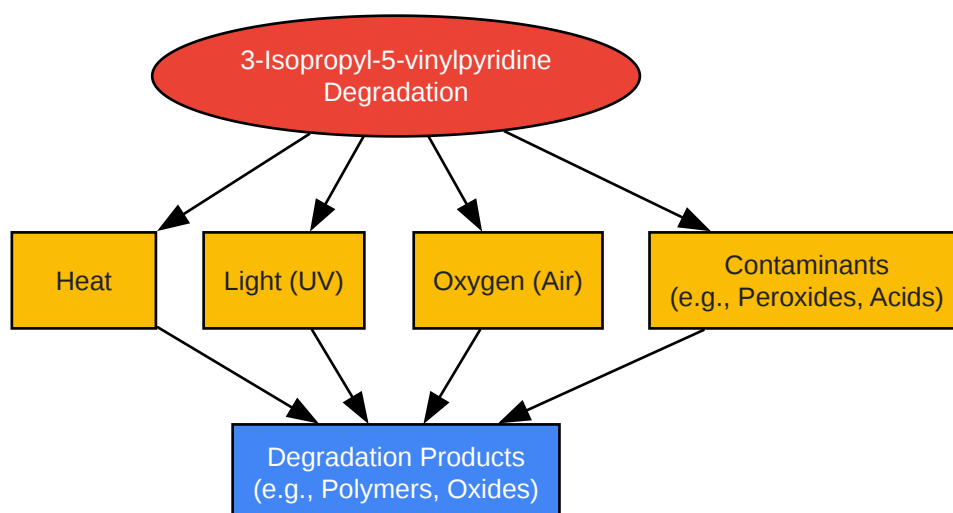 3-Isopropyl-5-vinylpyridine
Degradation
Heat
Light (UV)
Oxygen (Air)
Contaminants
(e.g., Peroxides, Acids)
Degradation Products
(e.g., Polymers, Oxides)